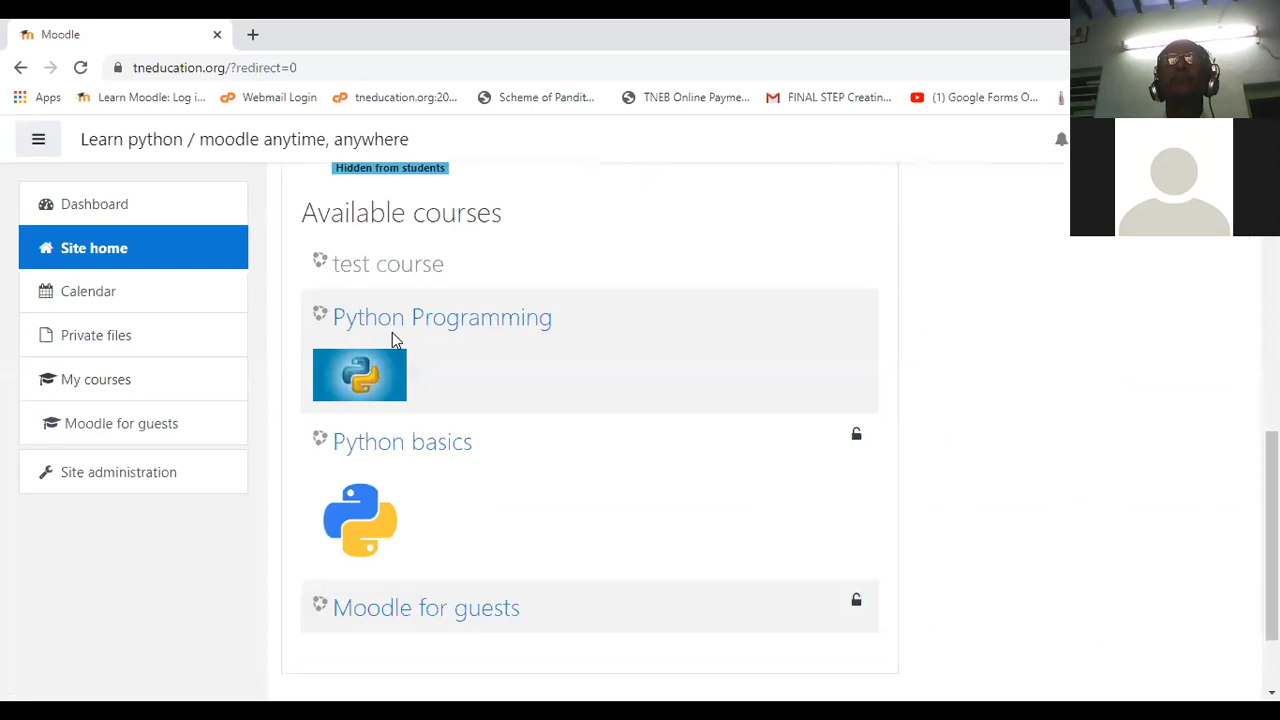 Moodle
tneducation.org/?redirect=0
Apps
Learn Moodle: Log i...
Webmail Login
tneducation.org:20...
Scheme of Pandit...
TNEB Online Payme...
FINAL STEP Creatin...
(1) Google Forms O...
Learn python / moodle anytime, anywhere
Dashboard
Site home
Calendar
Private files
My courses
Moodle for guests
Site administration
Hidden from students
Available courses
test course
Python Programming
Python basics
Moodle for guests